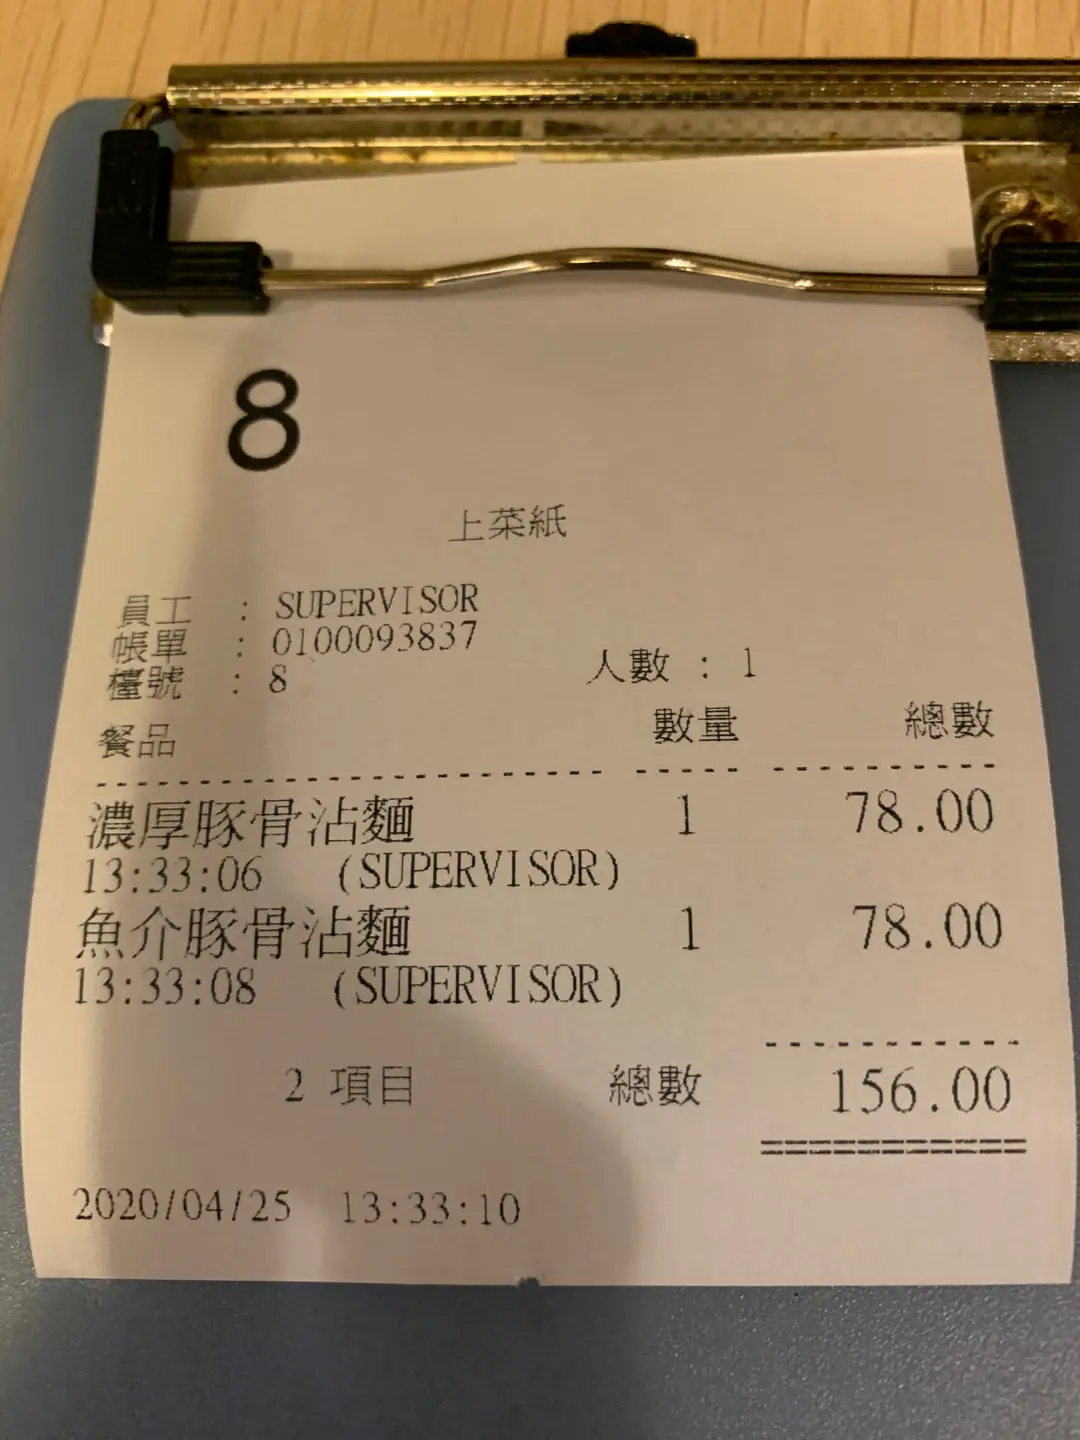 8
上菜紙
員工 : SUPERVISOR
帳單 : 0100093837
檯號 : 8 人數 : 1
餐品 數量 總數
濃厚豚骨沾麵 1 78.00
13:33:06 (SUPERVISOR)
魚介豚骨沾麵 1 78.00
13:33:08 (SUPERVISOR)
2 項目 總數 156.00
2020/04/25 13:33:10